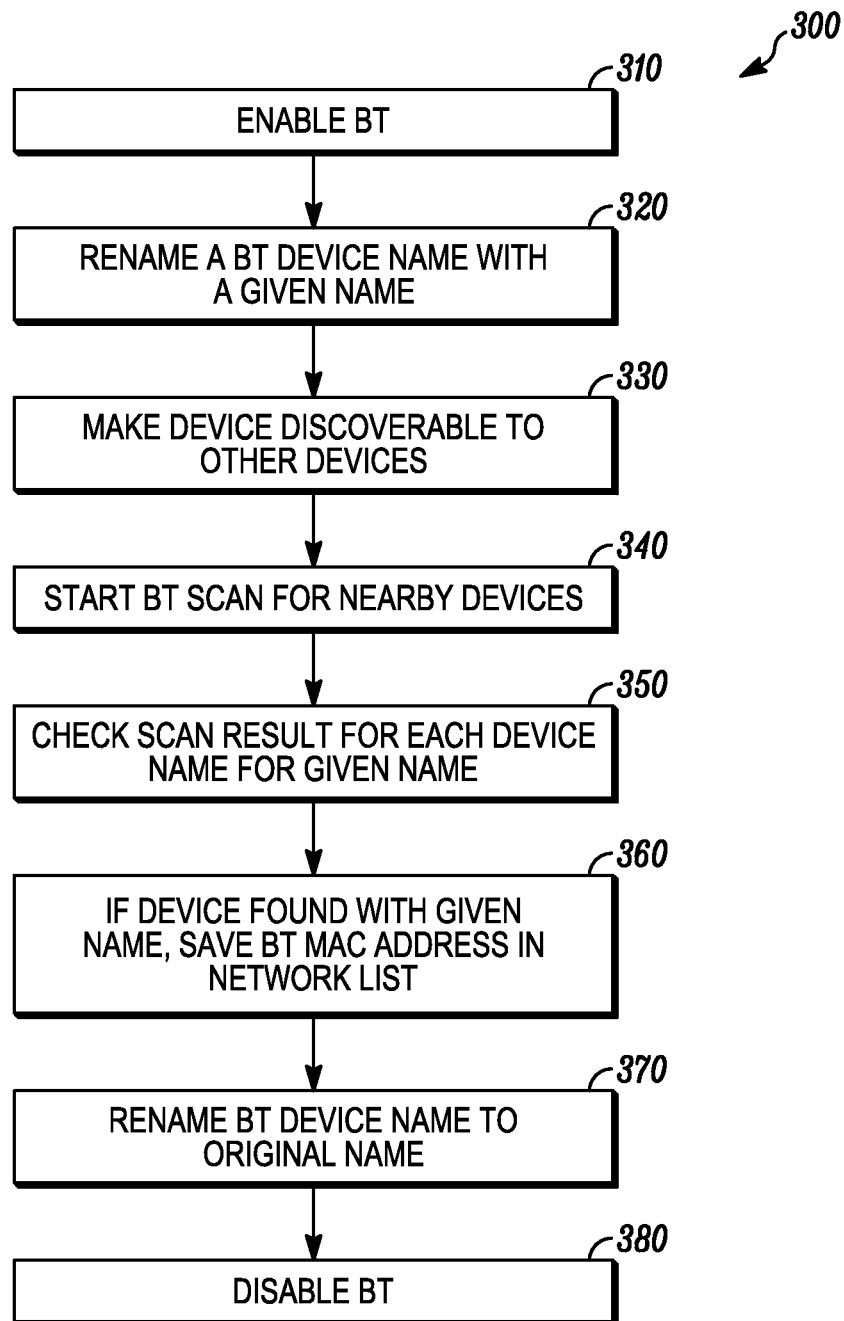 300
310
ENABLE BT
320
RENAME A BT DEVICE NAME WITH
A GIVEN NAME
330
MAKE DEVICE DISCOVERABLE TO
OTHER DEVICES
340
START BT SCAN FOR NEARBY DEVICES
350
CHECK SCAN RESULT FOR EACH DEVICE
NAME FOR GIVEN NAME
360
IF DEVICE FOUND WITH GIVEN
NAME, SAVE BT MAC ADDRESS IN
NETWORK LIST
370
RENAME BT DEVICE NAME TO
ORIGINAL NAME
380
DISABLE BT